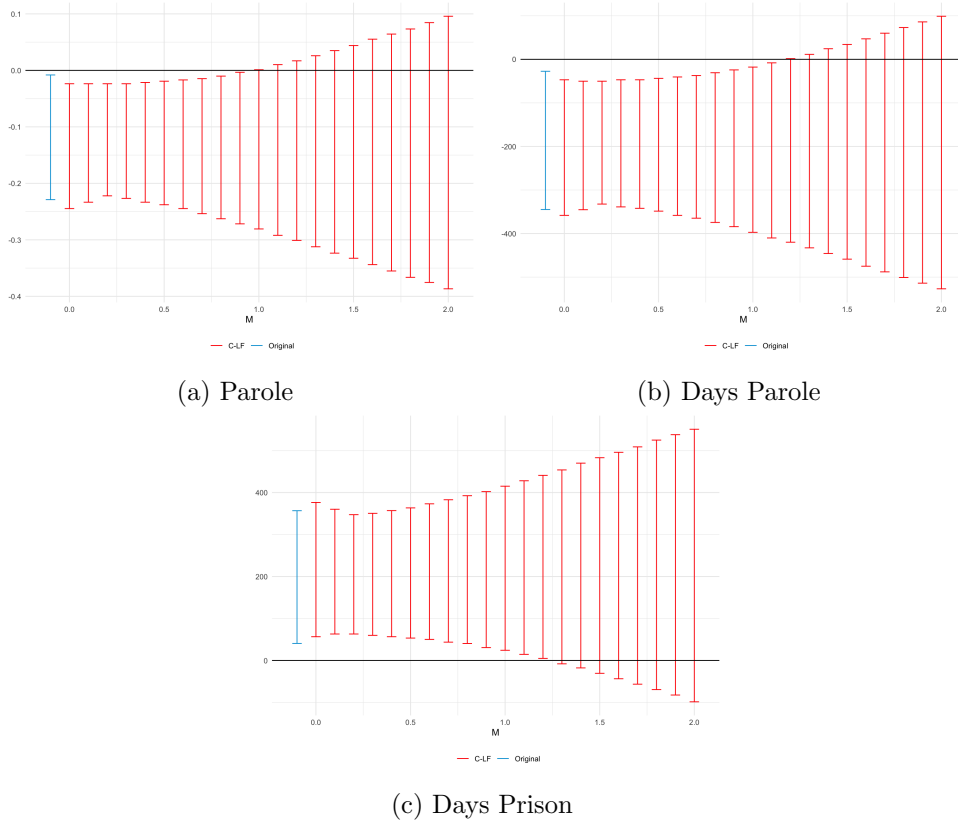 0.1
0.0
-0.1
-0.2
-0.3
-0.4
0.0 0.5 1.0 1.5 2.0
M
C-LF Original
(a) Parole
0
-200
-400
0.0 0.5 1.0 1.5 2.0
M
C-LF Original
(b) Days Parole
400
200
0
0.0 0.5 1.0 1.5 2.0
M
C-LF Original
(c) Days Prison